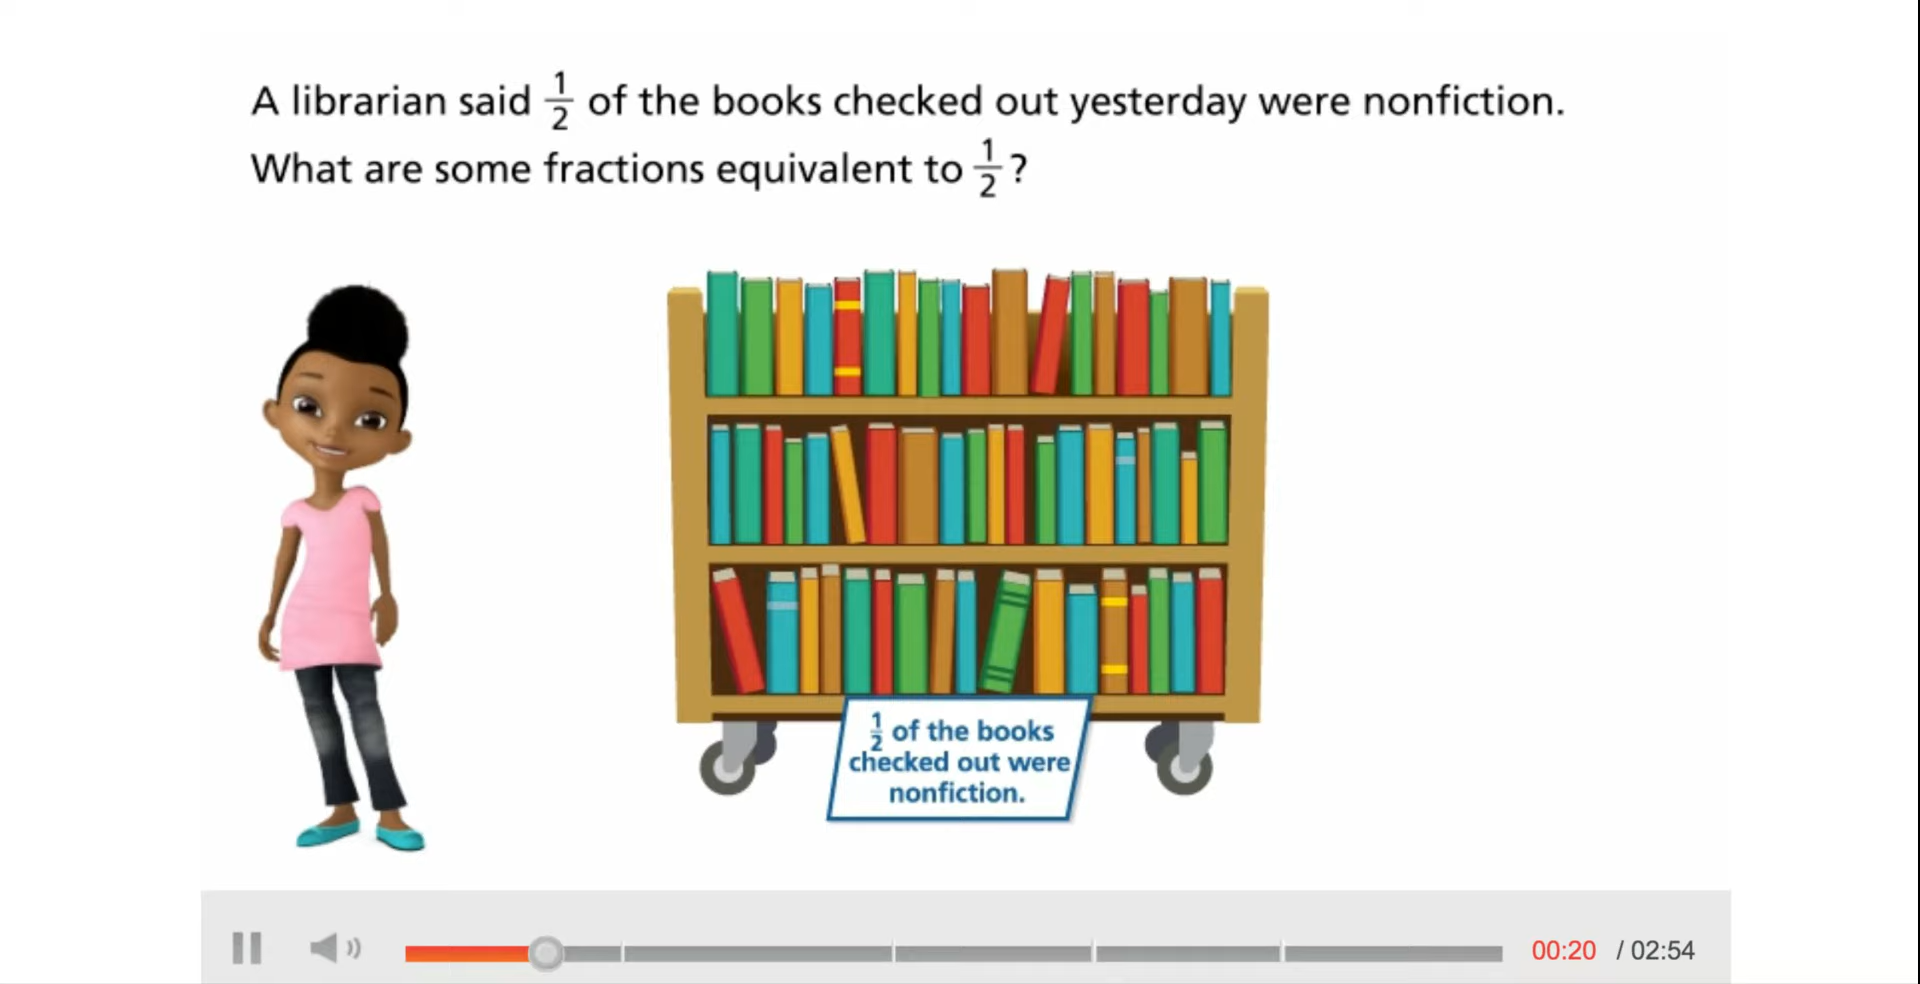 A librarian said 1/2 of the books checked out yesterday were nonfiction.
What are some fractions equivalent to 1/2?
1/2 of the books
checked out were
nonfiction.
00:20 / 02:54